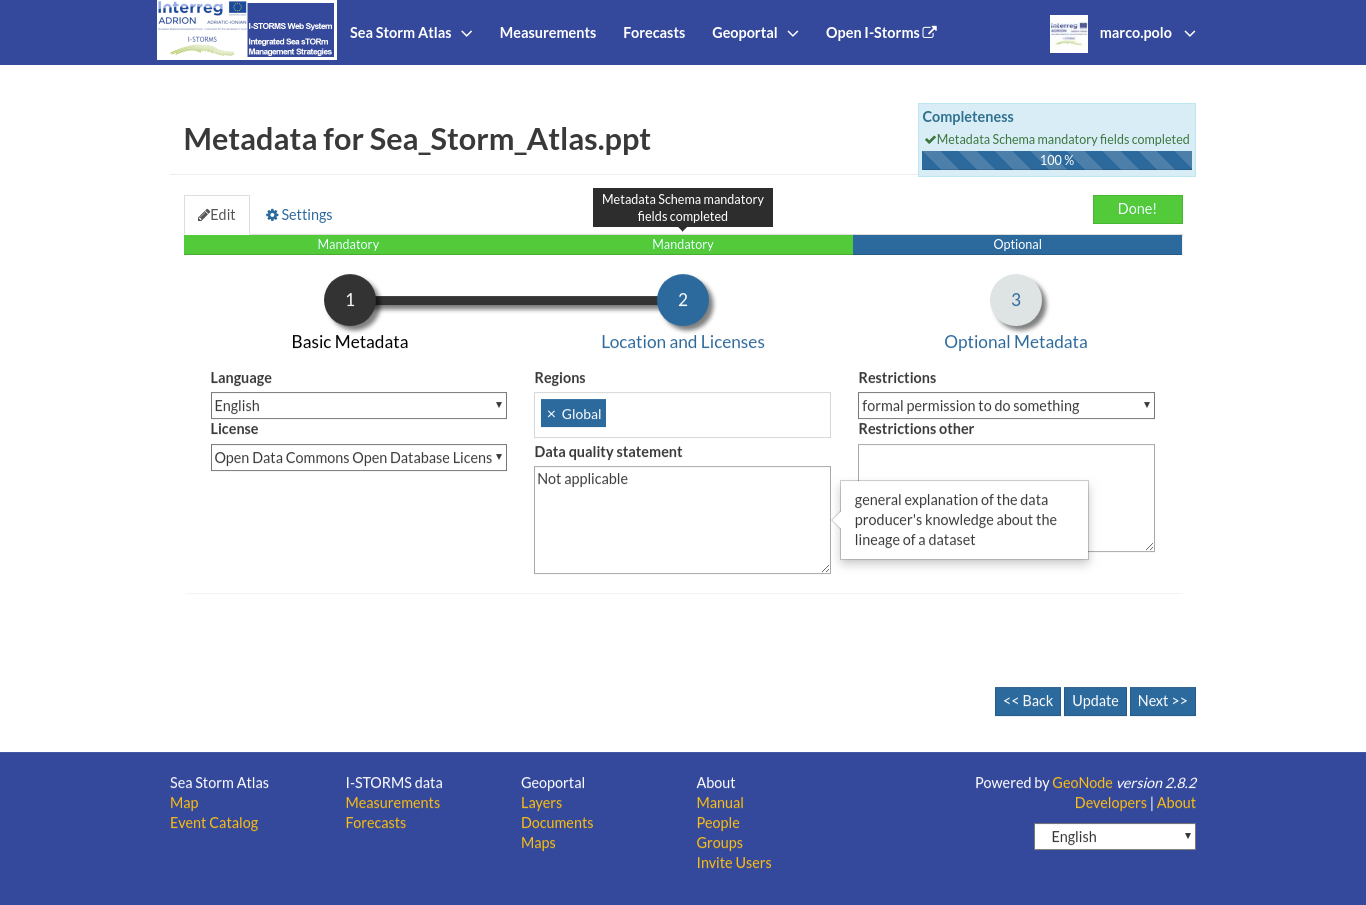 Interreg
ADRION ADRIATIC-IONIAN
I-STORMS
I-STORMS Web System
Integrated Sea sTORm
Management Strategies
Sea Storm Atlas
Measurements
Forecasts
Geoportal
Open I-Storms
marco.polo
Completeness
Metadata Schema mandatory fields completed
100 %
Metadata for Sea_Storm_Atlas.ppt
Edit
Settings
Metadata Schema mandatory
fields completed
Done!
Mandatory
Mandatory
Optional
1
2
3
Basic Metadata
Location and Licenses
Optional Metadata
Language
English
License
Open Data Commons Open Database Licens
Regions
× Global
Data quality statement
Not applicable
Restrictions
formal permission to do something
Restrictions other
general explanation of the data
producer's knowledge about the
lineage of a dataset
<< Back
Update
Next >>
Sea Storm Atlas
Map
Event Catalog
I-STORMS data
Measurements
Forecasts
Geoportal
Layers
Documents
Maps
About
Manual
People
Groups
Invite Users
Powered by GeoNode version 2.8.2
Developers | About
English